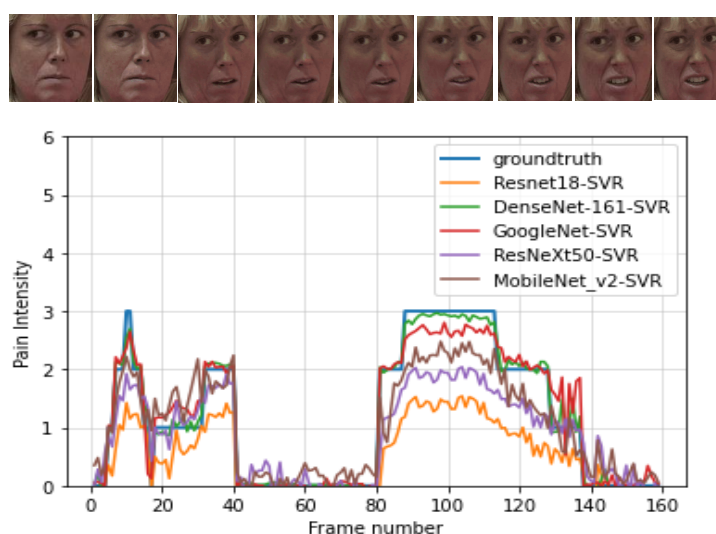 6
5
4
3
2
1
0
Pain Intensity
groundtruth
Resnet18-SVR
DenseNet-161-SVR
GoogleNet-SVR
ResNeXt50-SVR
MobileNet_v2-SVR
0 20 40 60 80 100 120 140 160
Frame number